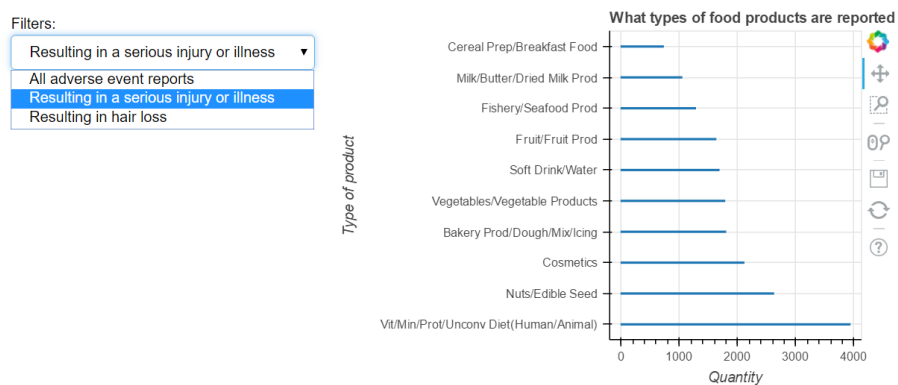 Filters:
Resulting in a serious injury or illness
All adverse event reports
Resulting in a serious injury or illness
Resulting in hair loss
What types of food products are reported
Type of product
Cereal Prep/Breakfast Food
Milk/Butter/Dried Milk Prod
Fishery/Seafood Prod
Fruit/Fruit Prod
Soft Drink/Water
Vegetables/Vegetable Products
Bakery Prod/Dough/Mix/Icing
Cosmetics
Nuts/Edible Seed
Vit/Min/Prot/Unconv Diet(Human/Animal)
0 1000 2000 3000 4000
Quantity